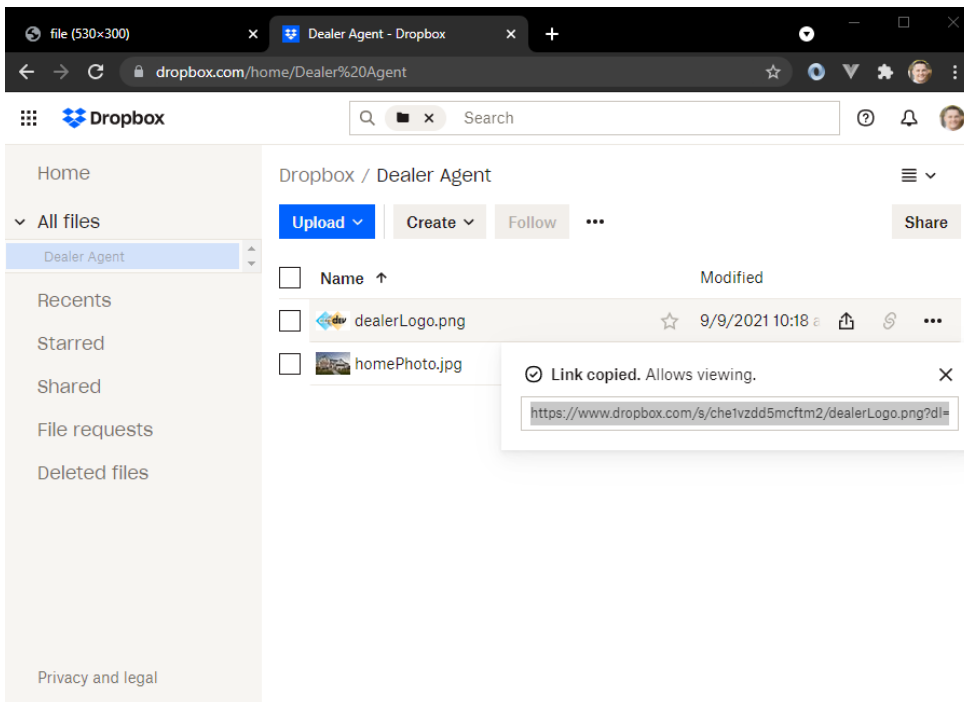 file (530×300)
Dealer Agent - Dropbox
dropbox.com/home/Dealer%20Agent
Dropbox
Search
Home
All files
Dealer Agent
Recents
Starred
Shared
File requests
Deleted files
Privacy and legal
Dropbox / Dealer Agent
Upload Create Follow Share
Name Modified
dealerLogo.png 9/9/2021 10:18
homePhoto.jpg
Link copied. Allows viewing.
https://www.dropbox.com/s/che1vzdd5mcftm2/dealerLogo.png?dl=